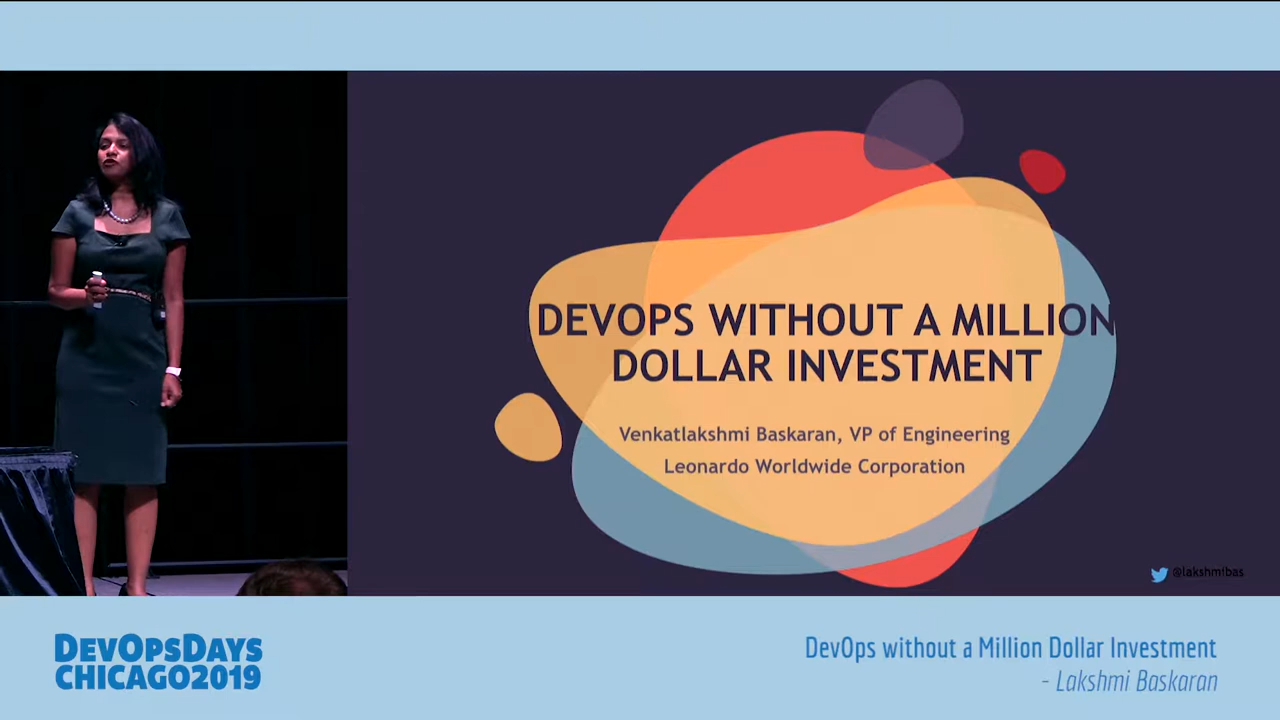 DEVOPS WITHOUT A MILLION
DOLLAR INVESTMENT
Venkatlakshmi Baskaran, VP of Engineering
Leonardo Worldwide Corporation
@lakshmibas
DEVOPSDAYS
CHICAGO2019
DevOps without a Million Dollar Investment
- Lakshmi Baskaran